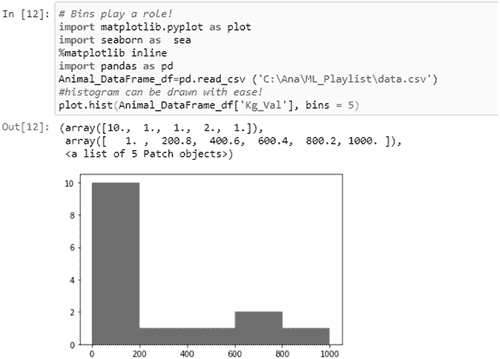 In [12]: # Bins play a role!
import matplotlib.pyplot as plot
import seaborn as  sea
%matplotlib inline
import pandas as pd
Animal_DataFrame_df=pd.read_csv ('C:\Ana\ML_Playlist\data.csv')
#histogram can be drawn with ease!
plot.hist(Animal_DataFrame_df['Kg_Val'], bins = 5)
Out[12]: (array([10.,  1.,  1.,  2.,  1.]),
array([   1. ,  200.8,  400.6,  600.4,  800.2, 1000. ]),
<a list of 5 Patch objects>)
10
8
6
4
2
0
0 200 400 600 800 1000